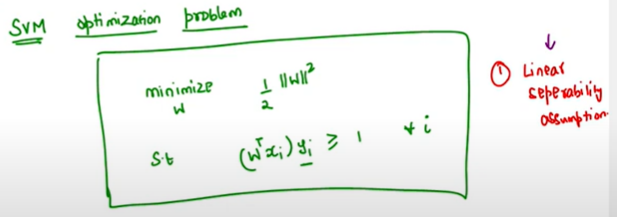 SVM optimization problem
minimize 1/2 ||w||²
w
s.t (wᵀxᵢ) yᵢ ≥ 1 ∀ i
↓
① Linear
seperability
assumption.